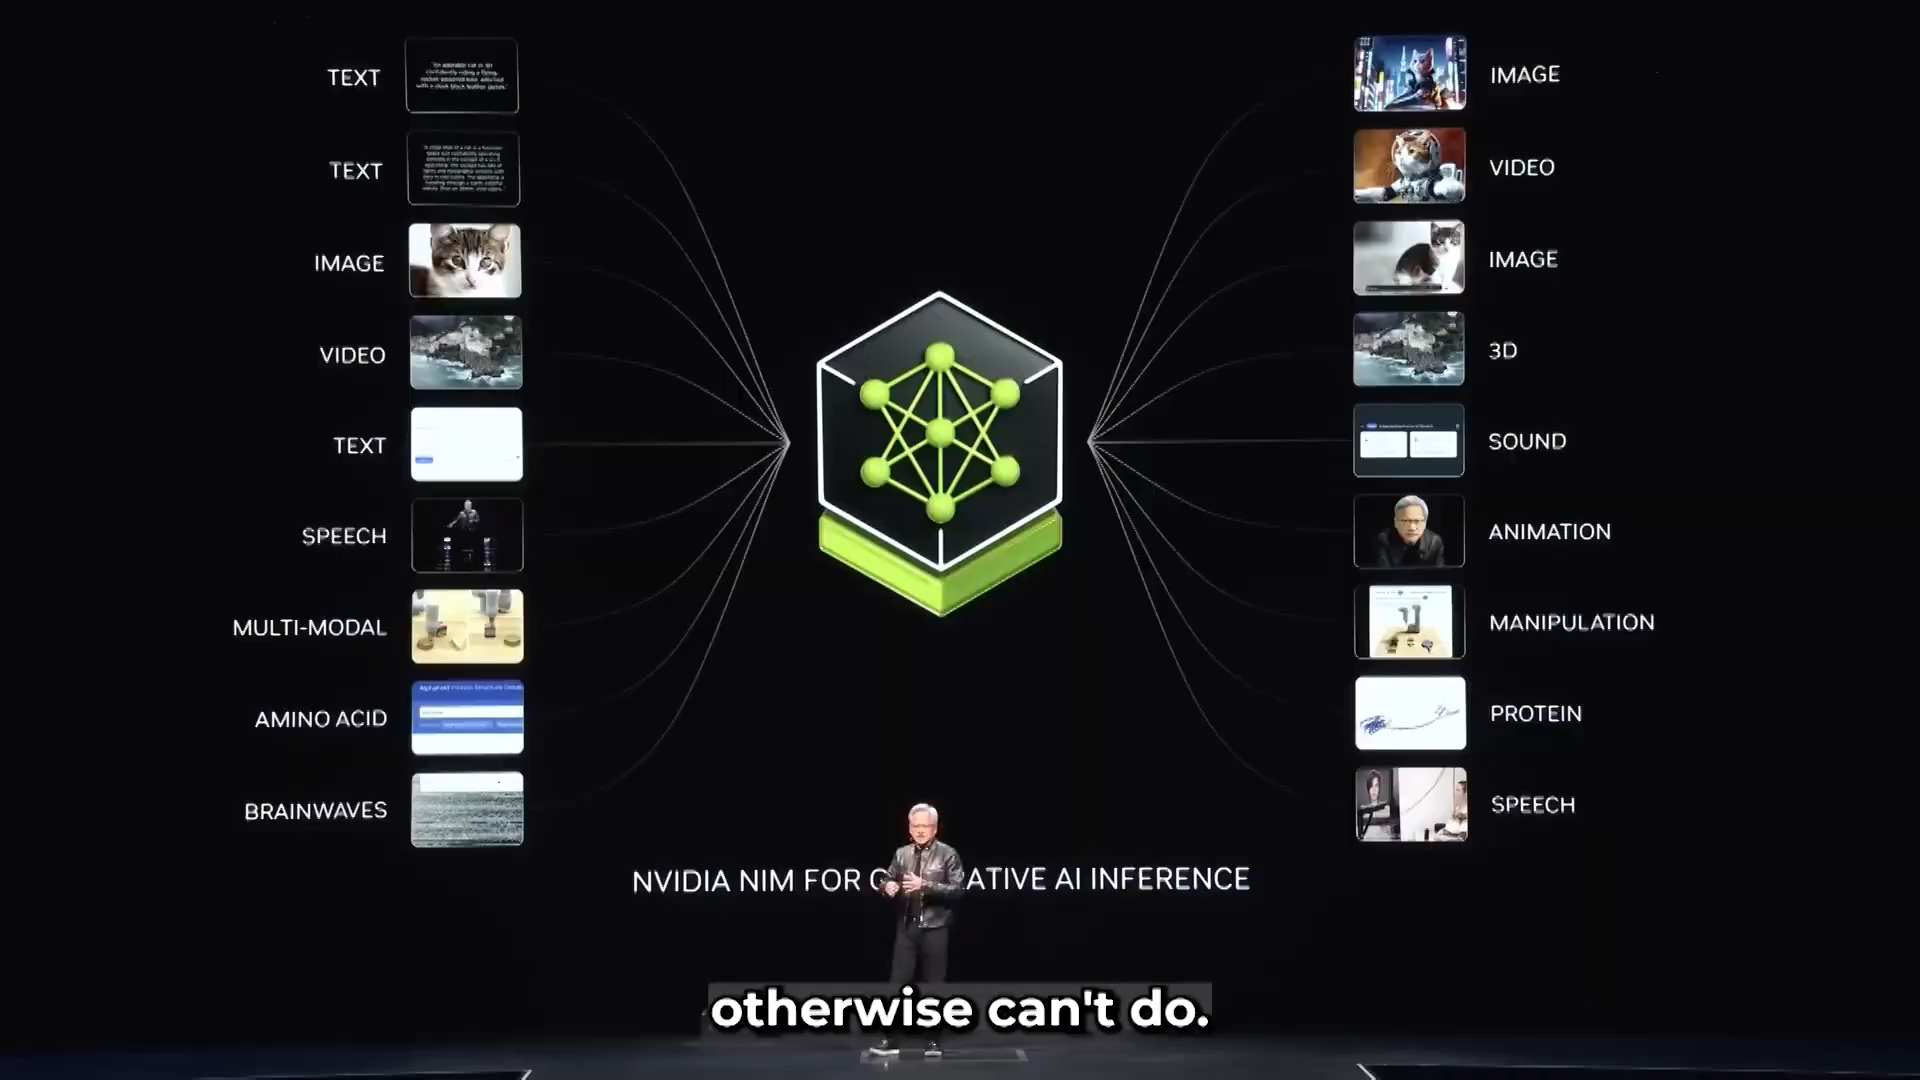 TEXT
TEXT
IMAGE
VIDEO
TEXT
SPEECH
MULTI-MODAL
AMINO ACID
BRAINWAVES
IMAGE
VIDEO
IMAGE
3D
SOUND
ANIMATION
MANIPULATION
PROTEIN
SPEECH
NVIDIA NIM FOR ATIVE AI INFERENCE
otherwise can't do.